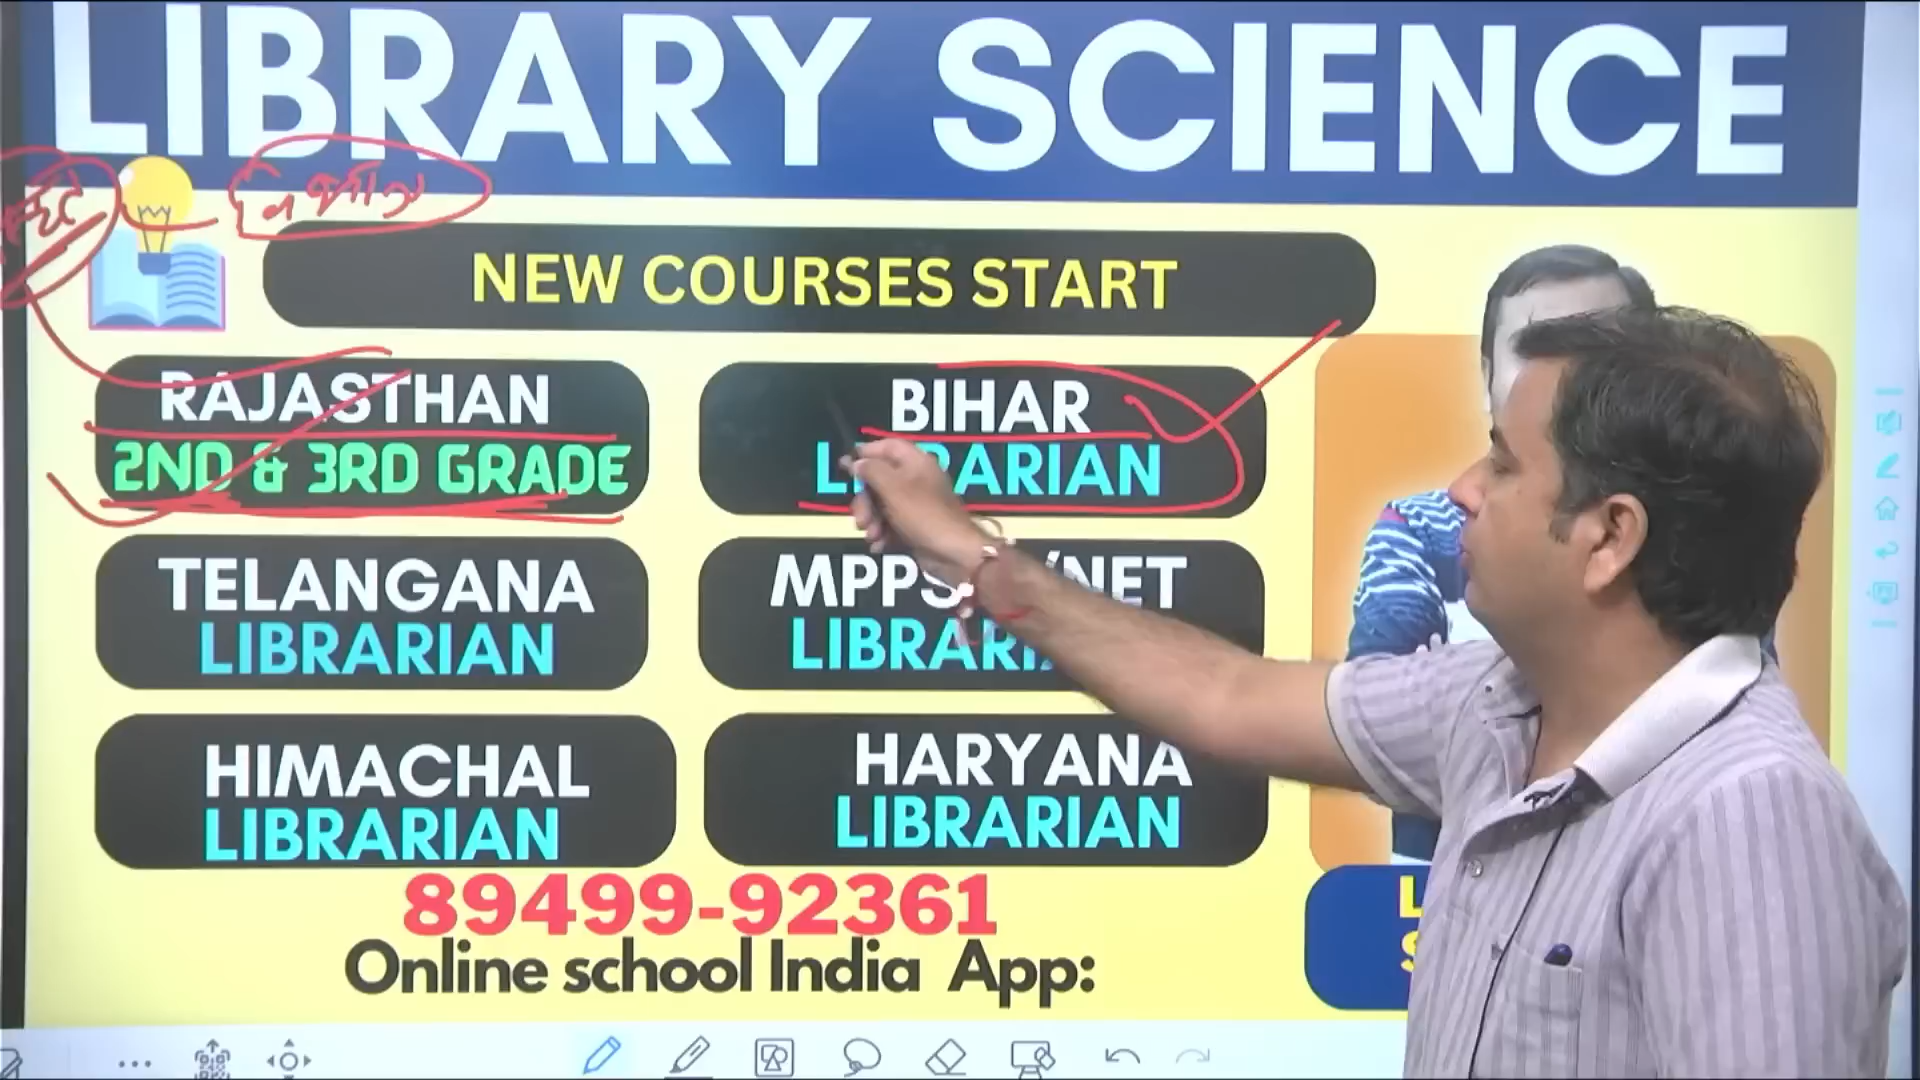 LIBRARY SCIENCE
NEW COURSES START
RAJASTHAN
2ND & 3RD GRADE
BIHAR
LIBRARIAN
TELANGANA
LIBRARIAN
/NET
HIMACHAL
LIBRARIAN
HARYANA
LIBRARIAN
89499-92361
Online school India App: